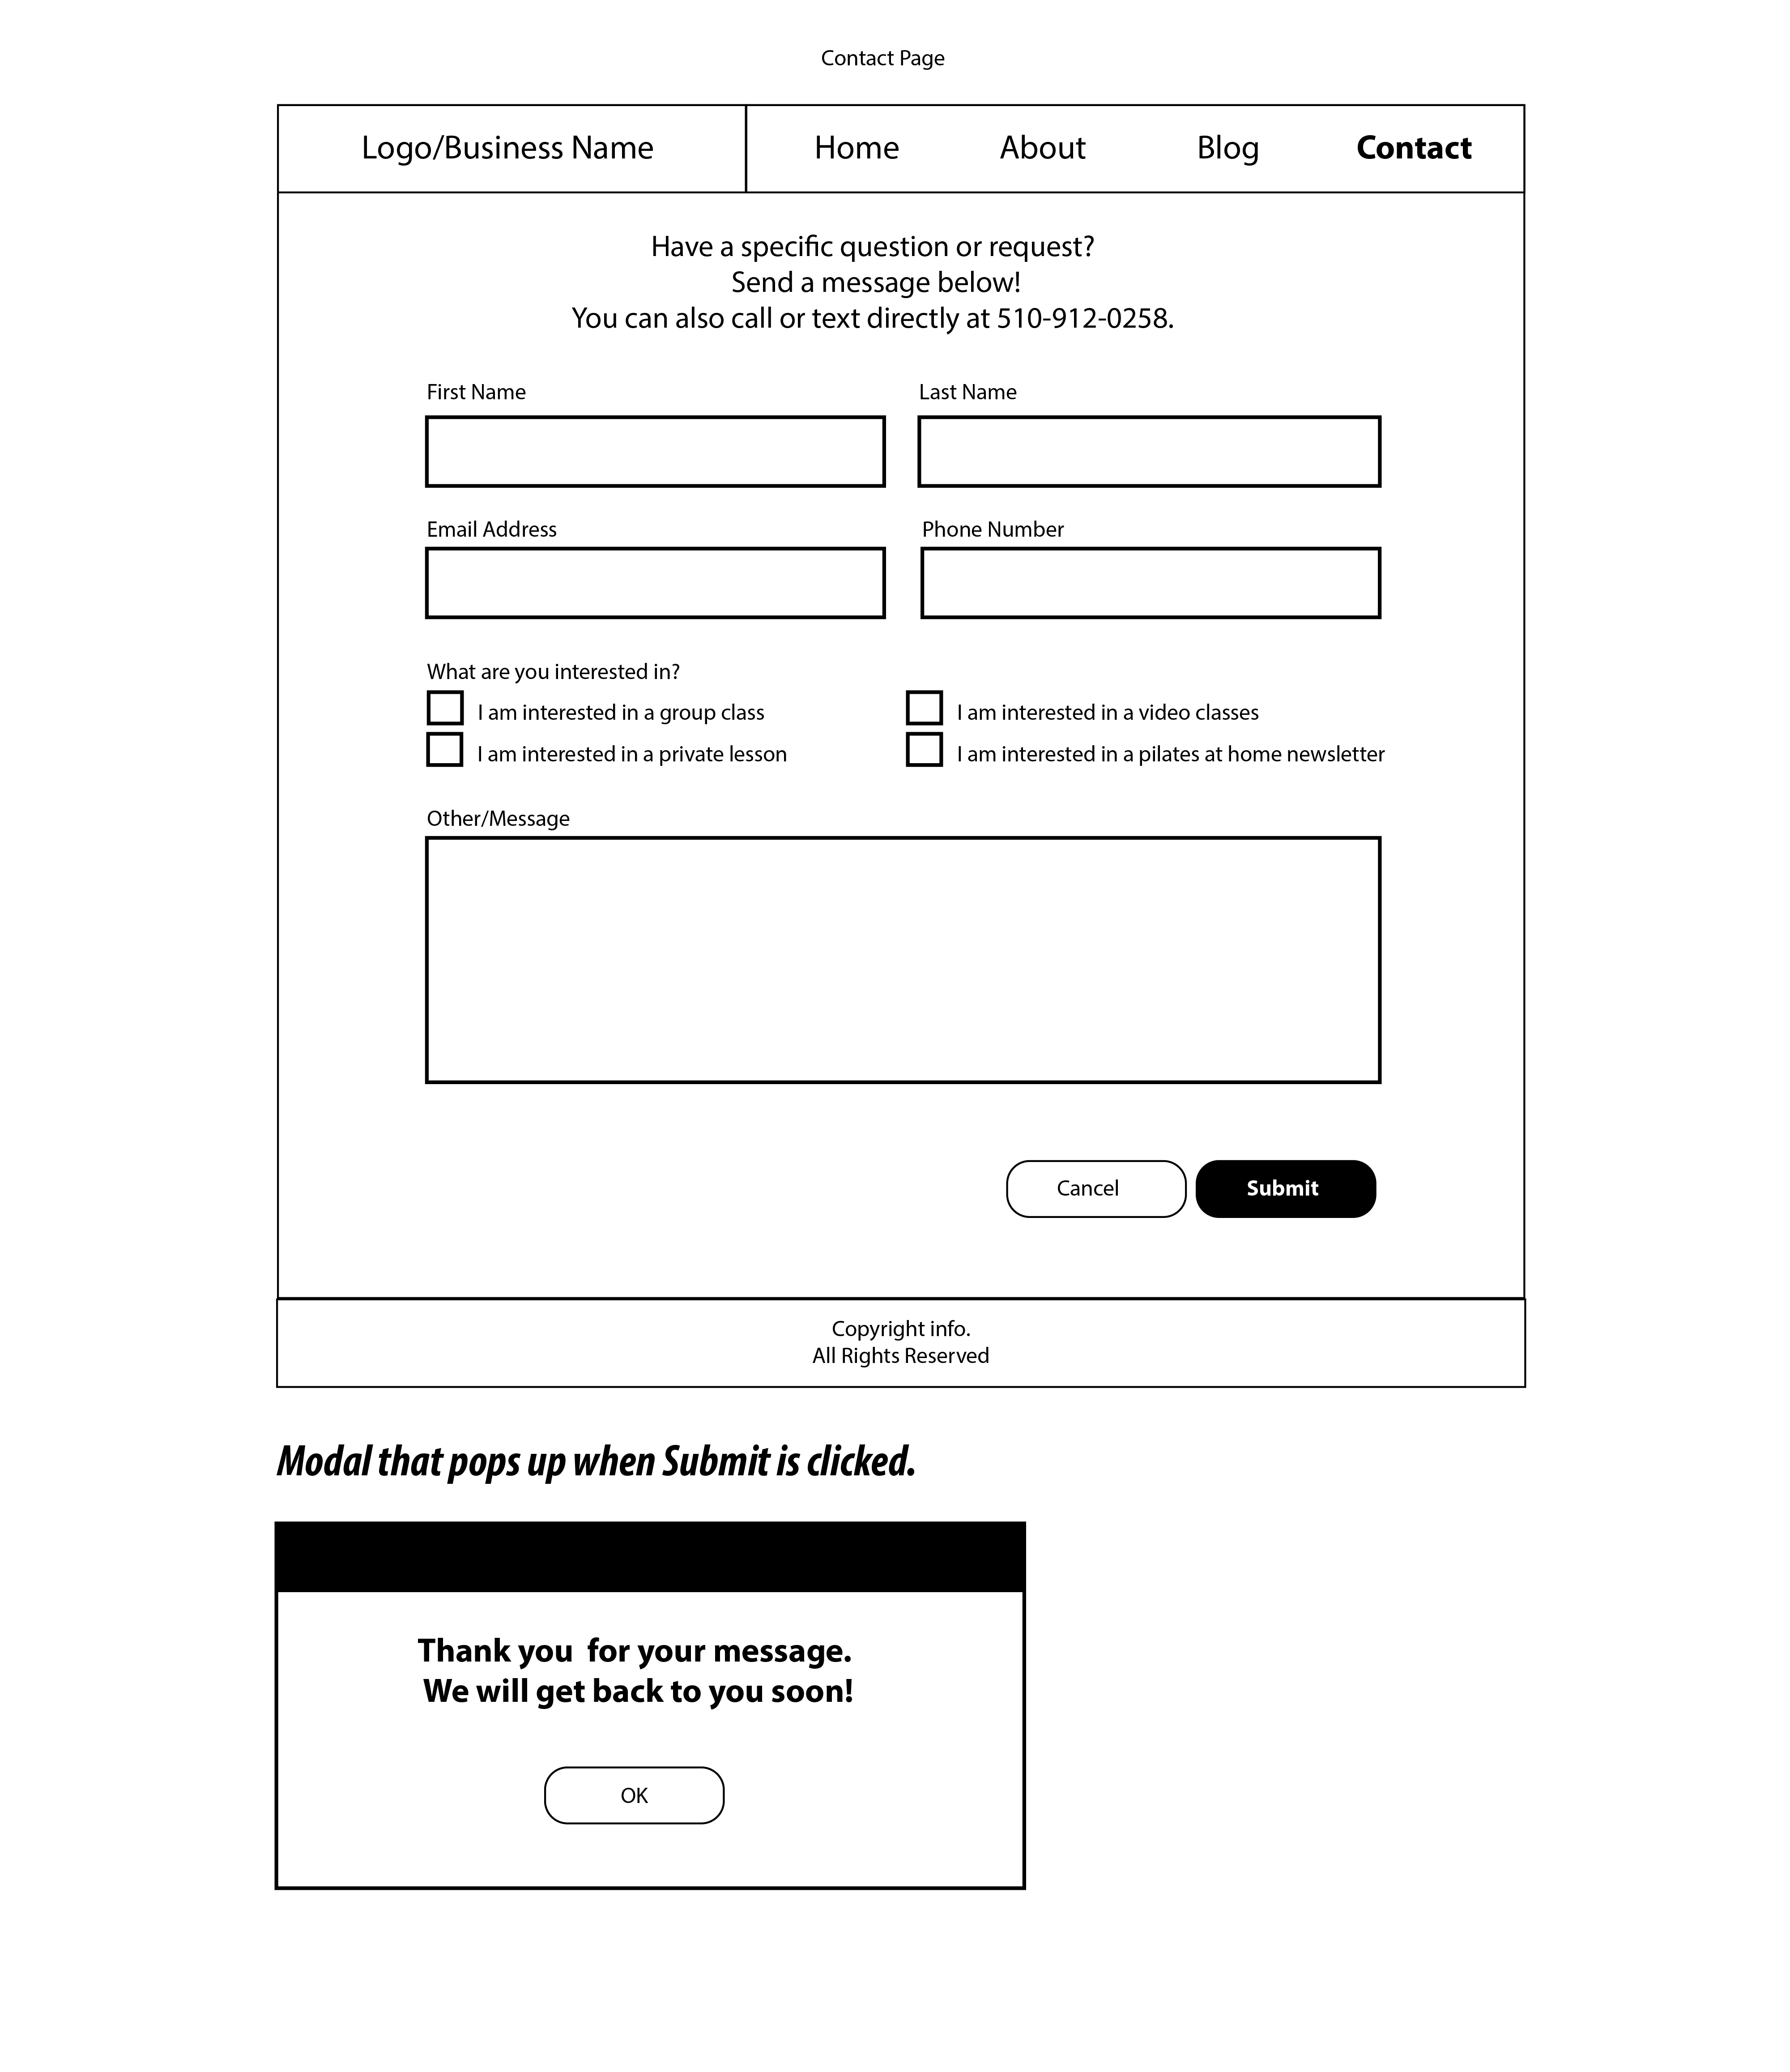 Contact Page
Logo/Business Name
Home
About
Blog
Contact
Have a specific question or request?
Send a message below!
You can also call or text directly at 510-912-0258.
First Name
Last Name
Email Address
Phone Number
What are you interested in?
I am interested in a group class
I am interested in a video classes
I am interested in a private lesson
I am interested in a pilates at home newsletter
Other/Message
Cancel
Submit
Copyright info.
All Rights Reserved
Modal that pops up when Submit is clicked.
Thank you  for your message.
We will get back to you soon!
OK